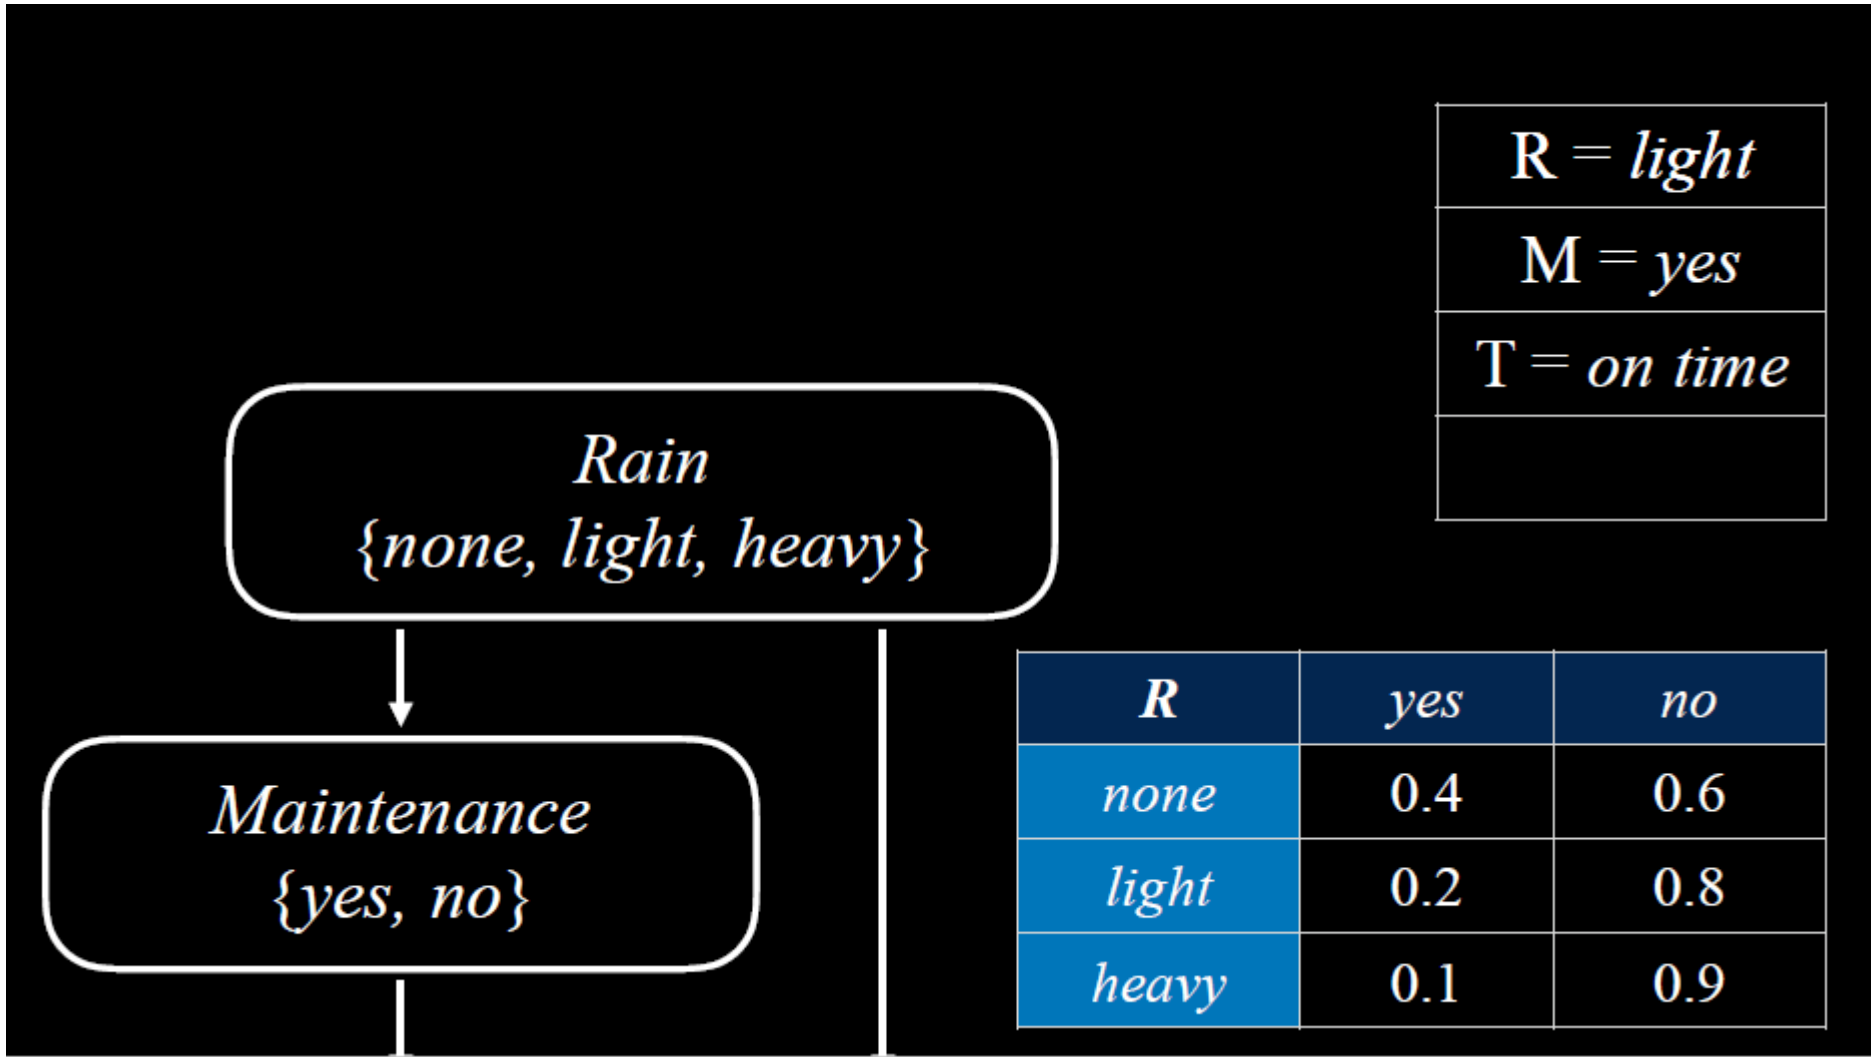 R = light
M = yes
T = on time
Rain
{none, light, heavy}
Maintenance
{yes, no}
R yes no
none 0.4 0.6
light 0.2 0.8
heavy 0.1 0.9